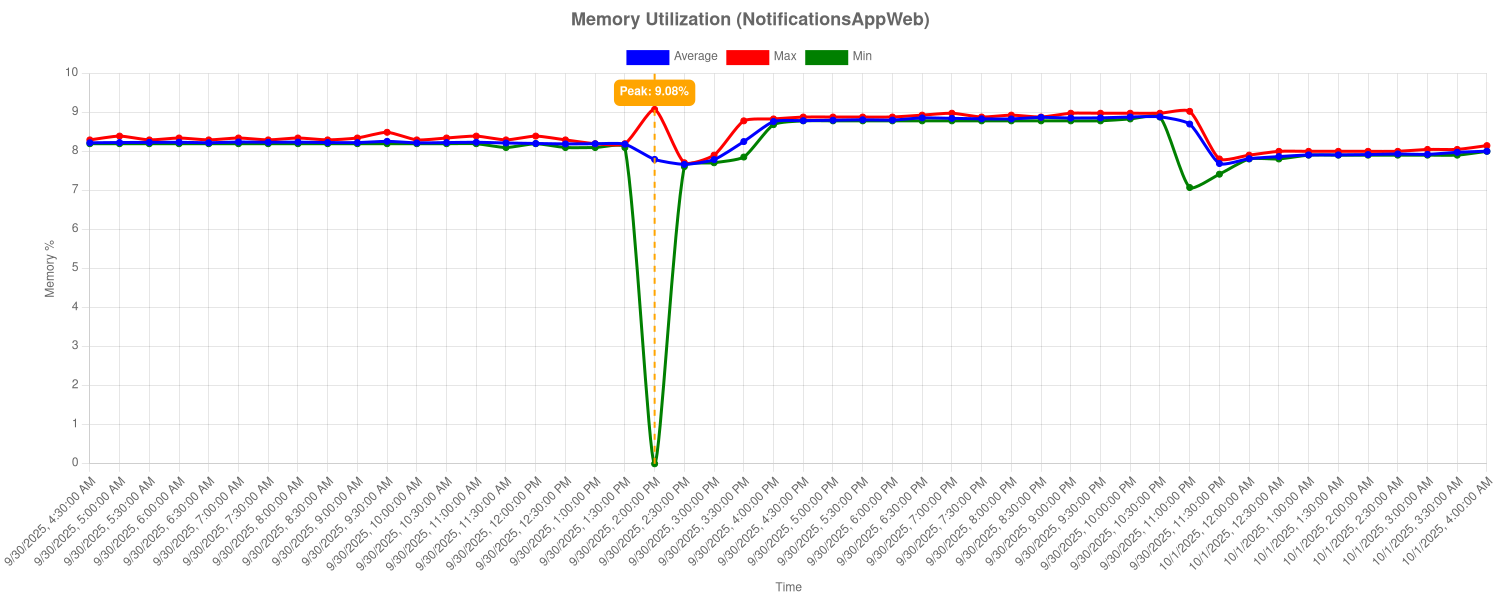 Memory Utilization (NotificationsAppWeb)
Average Max Min
Peak: 9.08%
10
9
8
7
6
5
4
3
2
1
0
Memory %
9/30/2025, 4:30:00 AM
9/30/2025, 5:00:00 AM
9/30/2025, 5:30:00 AM
9/30/2025, 6:00:00 AM
9/30/2025, 6:30:00 AM
9/30/2025, 7:00:00 AM
9/30/2025, 7:30:00 AM
9/30/2025, 8:00:00 AM
9/30/2025, 8:30:00 AM
9/30/2025, 9:00:00 AM
9/30/2025, 9:30:00 AM
9/30/2025, 10:00:00 AM
9/30/2025, 10:30:00 AM
9/30/2025, 11:00:00 AM
9/30/2025, 11:30:00 AM
9/30/2025, 12:00:00 PM
9/30/2025, 12:30:00 PM
9/30/2025, 1:00:00 PM
9/30/2025, 1:30:00 PM
9/30/2025, 2:00:00 PM
9/30/2025, 2:30:00 PM
9/30/2025, 3:00:00 PM
9/30/2025, 3:30:00 PM
9/30/2025, 4:00:00 PM
9/30/2025, 4:30:00 PM
9/30/2025, 5:00:00 PM
9/30/2025, 5:30:00 PM
9/30/2025, 6:00:00 PM
9/30/2025, 6:30:00 PM
9/30/2025, 7:00:00 PM
9/30/2025, 7:30:00 PM
9/30/2025, 8:00:00 PM
9/30/2025, 8:30:00 PM
9/30/2025, 9:00:00 PM
9/30/2025, 9:30:00 PM
9/30/2025, 10:00:00 PM
9/30/2025, 10:30:00 PM
9/30/2025, 11:00:00 PM
9/30/2025, 11:30:00 PM
10/1/2025, 12:00:00 AM
10/1/2025, 12:30:00 AM
10/1/2025, 1:00:00 AM
10/1/2025, 1:30:00 AM
10/1/2025, 2:00:00 AM
10/1/2025, 2:30:00 AM
10/1/2025, 3:00:00 AM
10/1/2025, 3:30:00 AM
10/1/2025, 4:00:00 AM
Time